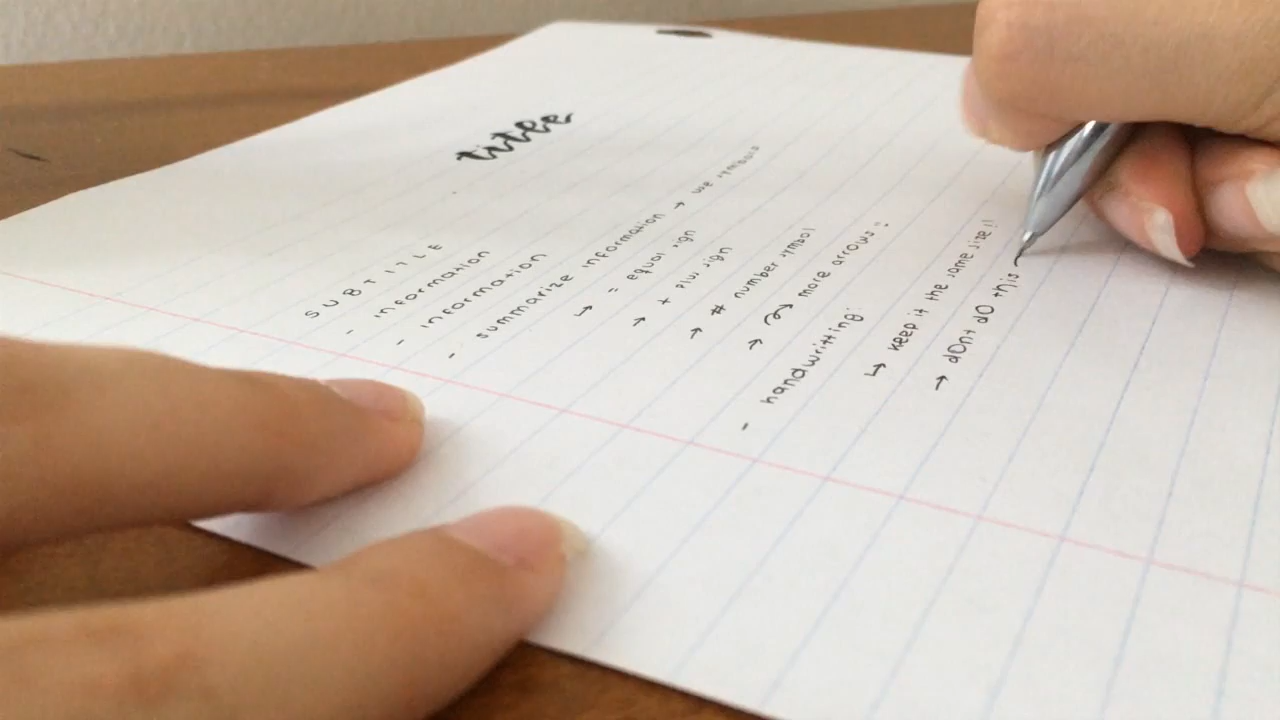 title
SUBTITLE
- information
- information
- summarize information → use symbols
→ = equal sign
→ + plus sign
→ # number symbol
→ more arrows!!
- handwritting:
↳ keep it the same size!!
→ dOnt dO this